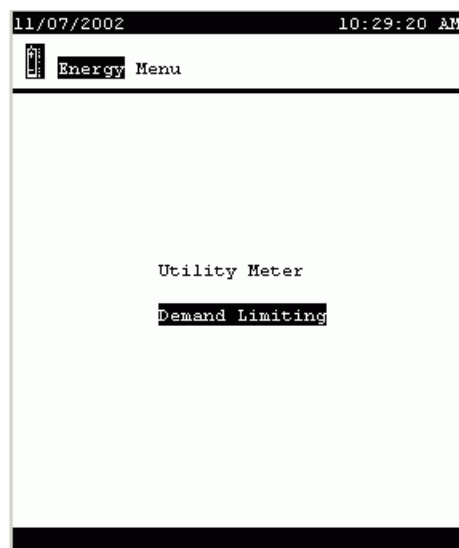 11/07/2002 10:29:20 AM
Energy Menu
Utility Meter
Demand Limiting